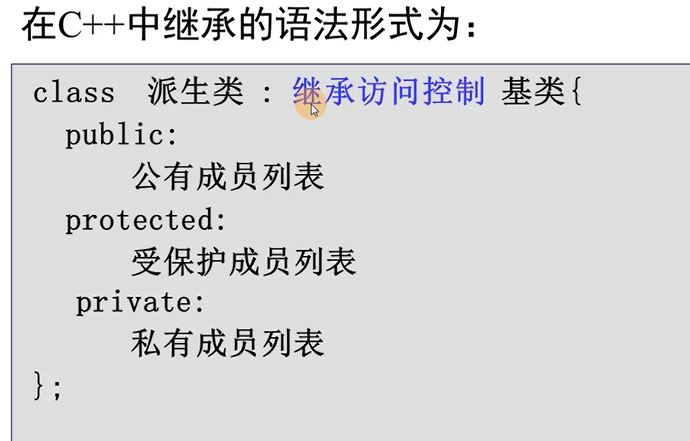 在C++中继承的语法形式为：
class 派生类 : 继承访问控制 基类{
public:
公有成员列表
protected:
受保护成员列表
private:
私有成员列表
};